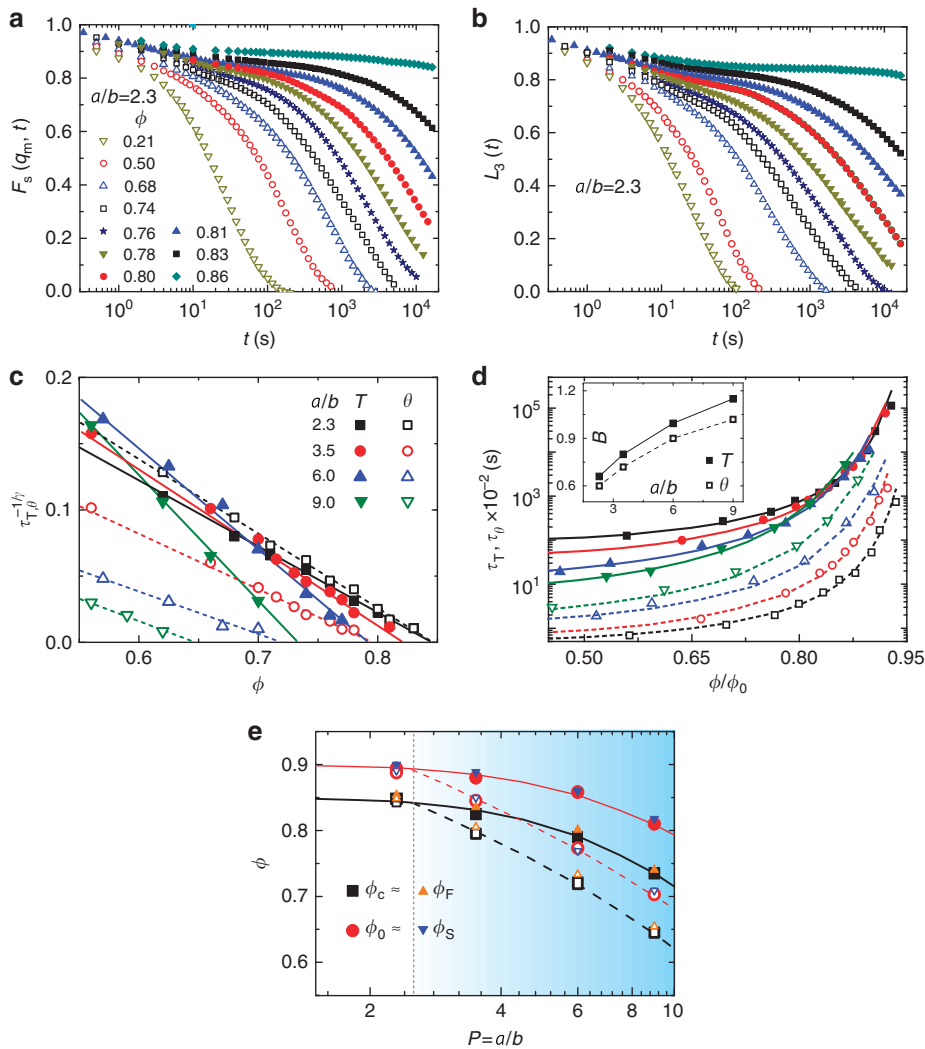 a
F_s (q_m, t)
1.0
0.8
0.6
0.4
0.2
0.0
a/b=2.3
ϕ
0.21
0.50
0.68
0.74
0.76
0.78
0.80
0.81
0.83
0.86
10^0 10^1 10^2 10^3 10^4
t (s)
b
L_3 (t)
1.0
0.8
0.6
0.4
0.2
0.0
a/b=2.3
10^0 10^1 10^2 10^3 10^4
t (s)
c
τ_{T,θ}^{-1/γ}
0.2
0.1
0.0
a/b T θ
2.3
3.5
6.0
9.0
0.6 0.7 0.8
ϕ
d
τ_T, τ_θ ×10^{-2} (s)
10^5
10^3
10^1
1.2
0.9
0.6
B
3 6 9
a/b
T
θ
0.50 0.65 0.80 0.95
ϕ/ϕ_0
e
ϕ
0.9
0.8
0.7
0.6
ϕ_c ≈ ϕ_F
ϕ_0 ≈ ϕ_S
2 4 6 8 10
P=a/b